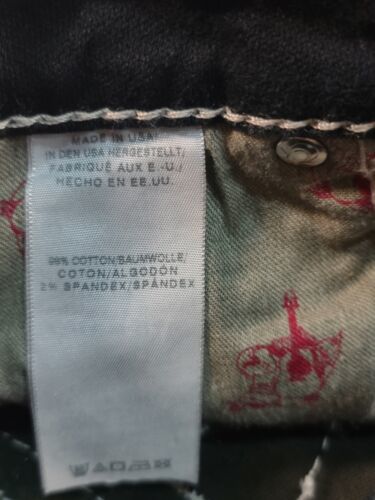 MADE IN USA/
IN DEN USA HERGESTELLT/
FABRIQUÉ AUX E.-U./
HECHO EN EE.UU.
98% COTTON/BAUMWOLLE/
COTON/ALGODÓN
2% SPANDEX/SPÁNDEX